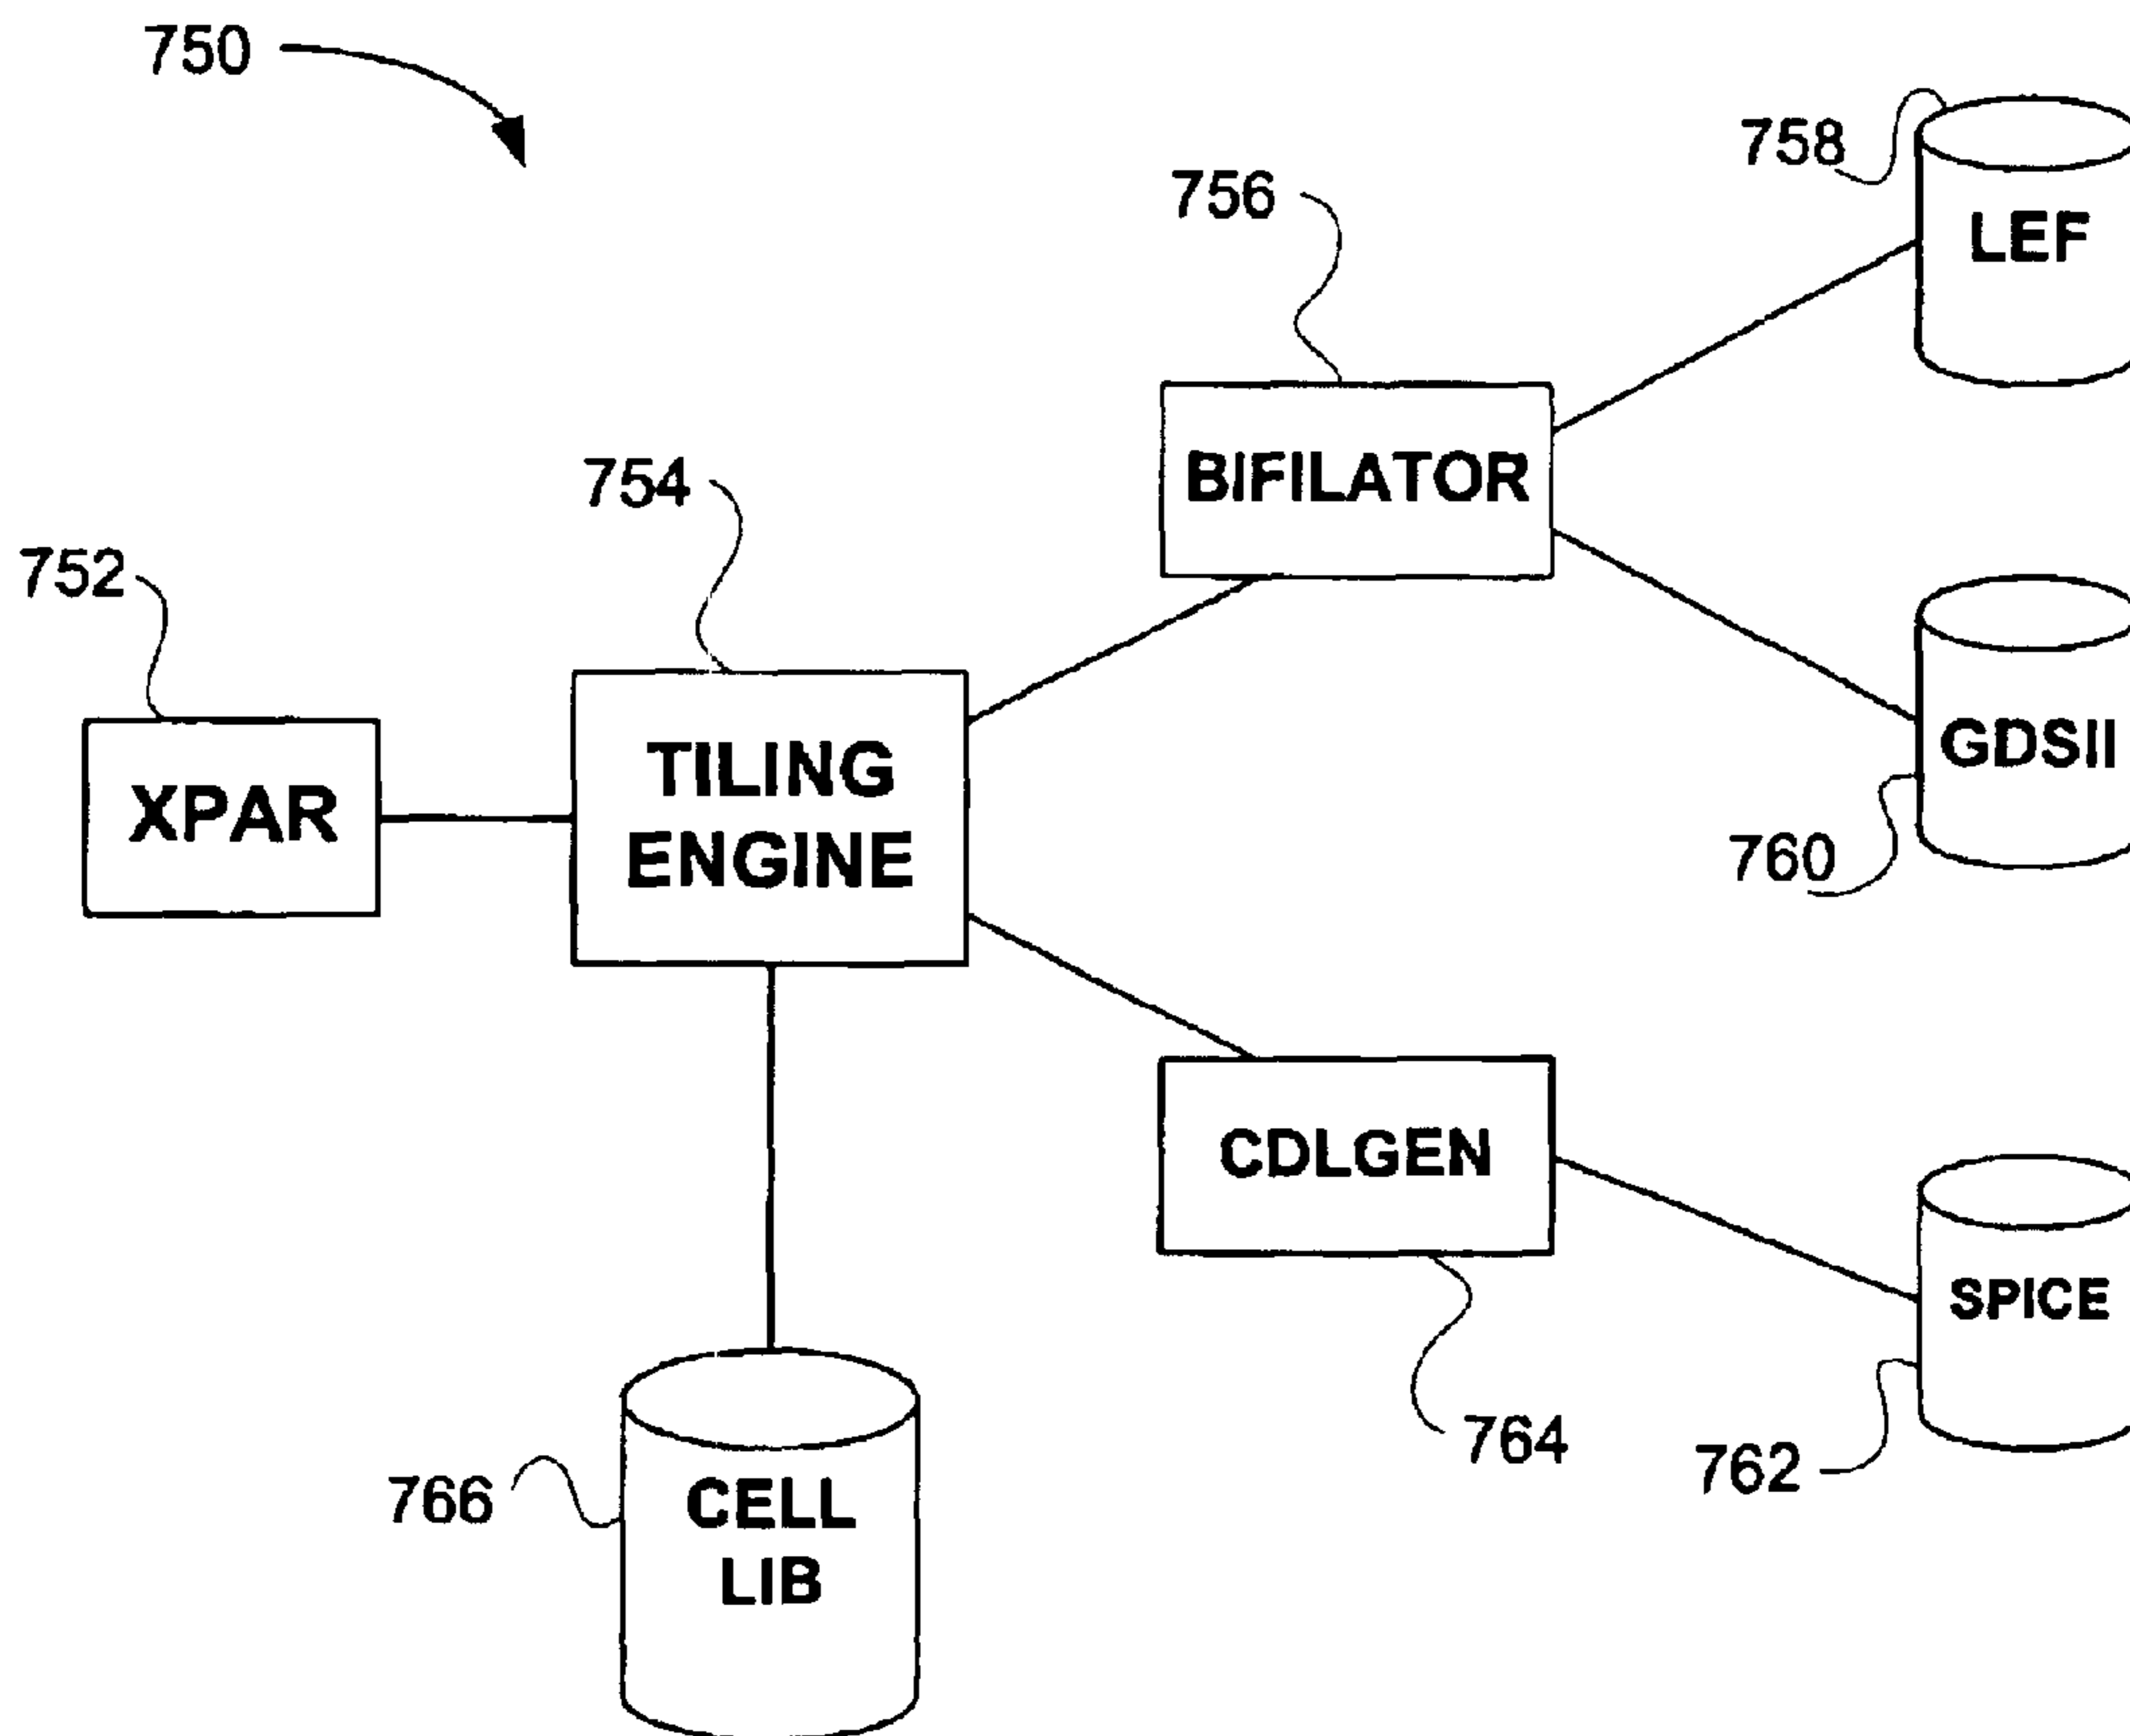 750
758
LEF
756
BIFILATOR
754
752
XPAR
TILING
ENGINE
GDSII
760
CDLGEN
SPICE
764
762
766
CELL
LIB